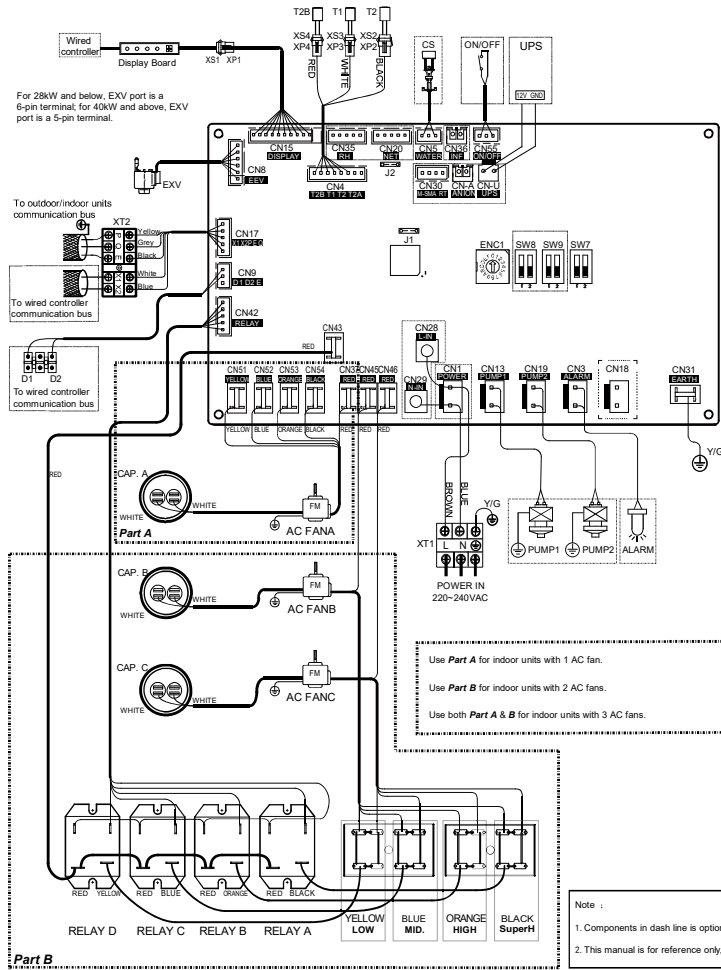 T2B T1 T2
Wired controller
Display Board
XS1 XP1
XS4 XS3 XS2
XP4 XP3 XP2
RED WHITE BLACK
CS
ON/OFF
UPS
12V GND
For 28kW and below, EXV port is a
6-pin terminal; for 40kW and above, EXV
port is a 5-pin terminal.
CN15 CN35 CN20 CN5 CN36 CN55
DISPLAY RH NET WATER INF ON/OFF
CN8
EEV
EXV
CN4
T2B T1 T2 T2A
J2
CN30 CN-A CN-U
M-SMA RT ANION UPS
To outdoor/indoor units
communication bus
XT2
P Q E
X1 X2
Yellow
Grey
Black
White
Blue
CN17
X1X2PE Q
CN9
D1 D2 E
CN42
RELAY
J1
ENC1
SW8 SW9 SW7
To wired controller
communication bus
D1 D2
To wired controller
communication bus
RED
CN43
CN28
L-IN
CN29
N-IN
CN1 CN13 CN19 CN3 CN18 CN31
POWER PUMP1 PUMP2 ALARM EARTH
CN51 CN52 CN53 CN54 CN37 CN45 CN46
YELLOW BLUE ORANGE BLACK RED RED RED
YELLOW BLUE ORANGE BLACK RED RED RED
Y/G
RED
CAP. A
WHITE
WHITE
FM
AC FANA
Part A
BROWN
BLUE
Y/G
XT1
L N
POWER IN
220~240VAC
PUMP1 PUMP2 ALARM
CAP. B
WHITE
WHITE
FM
AC FANB
CAP. C
WHITE
WHITE
FM
AC FANC
Use Part A for indoor units with 1 AC fan.
Use Part B for indoor units with 2 AC fans.
Use both Part A & B for indoor units with 3 AC fans.
RED YELLOW RED BLUE RED ORANGE RED BLACK
RELAY D RELAY C RELAY B RELAY A
YELLOW BLUE ORANGE BLACK
LOW MID. HIGH SuperH
Part B
Note :
1. Components in dash line is option
2. This manual is for reference only,